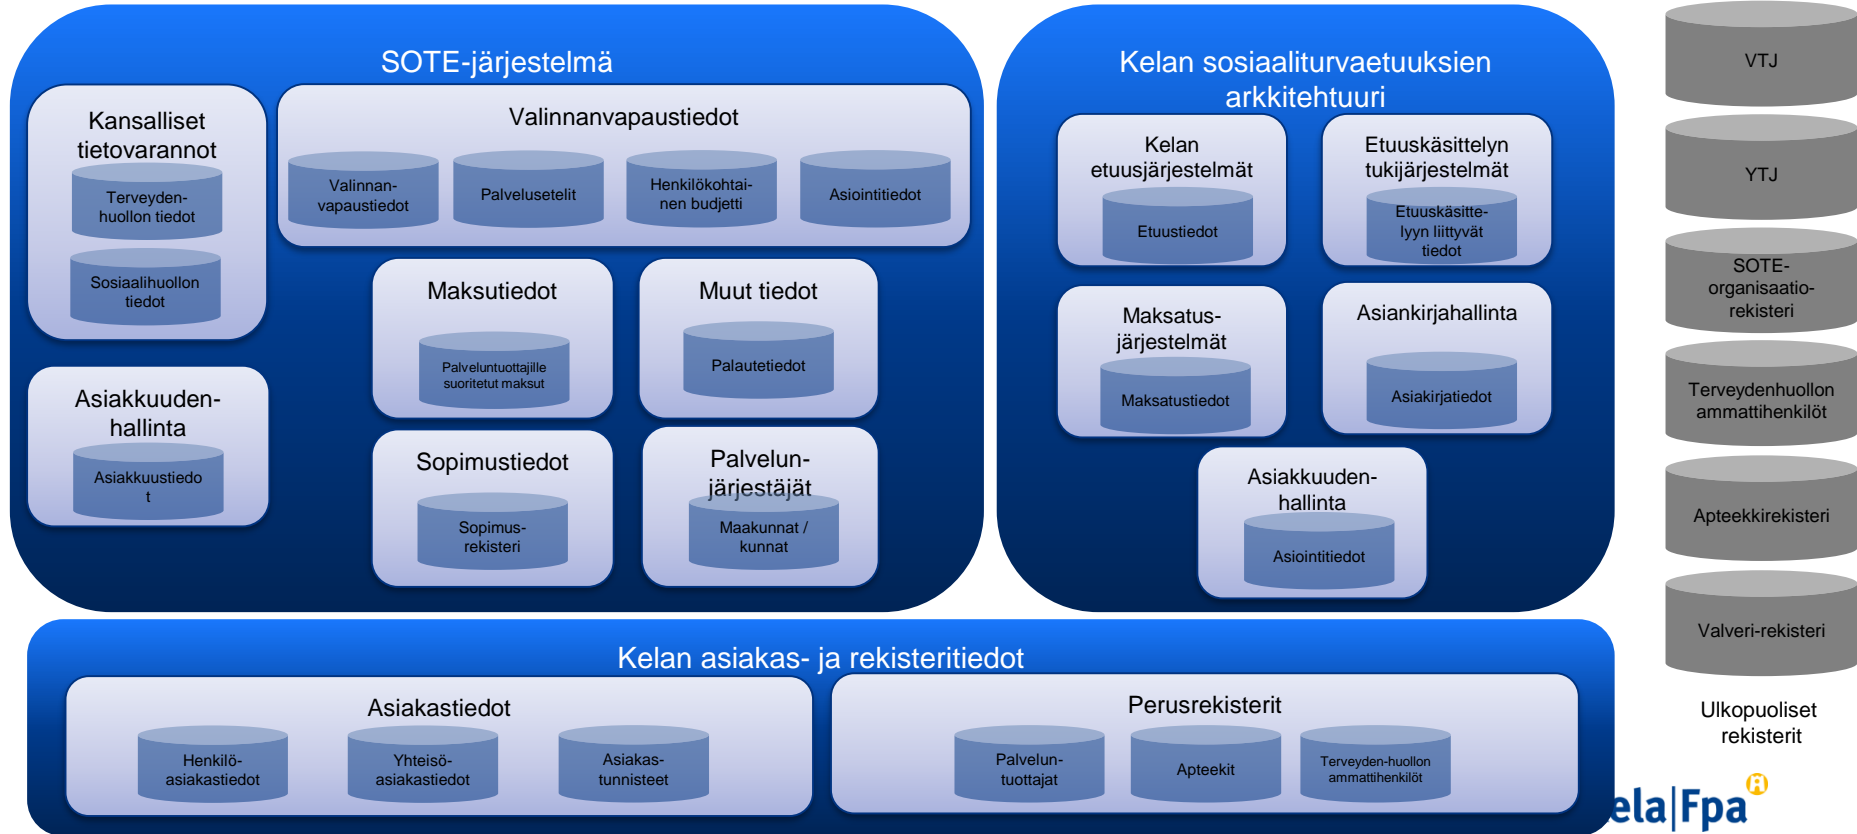 SOTE-järjestelmä
Kansalliset
tietovarannot
Terveyden-
huollon tiedot
Sosiaalihuollon
tiedot
Valinnanvapaustiedot
Valinnan-
vapaustiedot
Palvelusetelit
Henkilökohtai-
nen budjetti
Asiointitiedot
Maksutiedot
Palveluntuottajille
suoritetut maksut
Muut tiedot
Palautetiedot
Asiakkuuden-
hallinta
Asiakkuustiedo
t
Sopimustiedot
Sopimus-
rekisteri
Palvelun-
järjestäjät
Maakunnat /
kunnat
Kelan sosiaaliturvaetuuksien
arkkitehtuuri
Kelan
etuusjärjestelmät
Etuustiedot
Etuuskäsittelyn
tukijärjestelmät
Etuuskäsitte-
lyyn liittyvät
tiedot
Maksatus-
järjestelmät
Maksatustiedot
Asiankirjahallinta
Asiakirjatiedot
Asiakkuuden-
hallinta
Asiointitiedot
Kelan asiakas- ja rekisteritiedot
Asiakastiedot
Henkilö-
asiakastiedot
Yhteisö-
asiakastiedot
Asiakas-
tunnisteet
Perusrekisterit
Palvelun-
tuottajat
Apteekit
Terveyden-huollon
ammattihenkilöt
VTJ
YTJ
SOTE-
organisaatio-
rekisteri
Terveydenhuollon
ammattihenkilöt
Apteekkirekisteri
Valveri-rekisteri
Ulkopuoliset
rekisterit
ela|Fpa